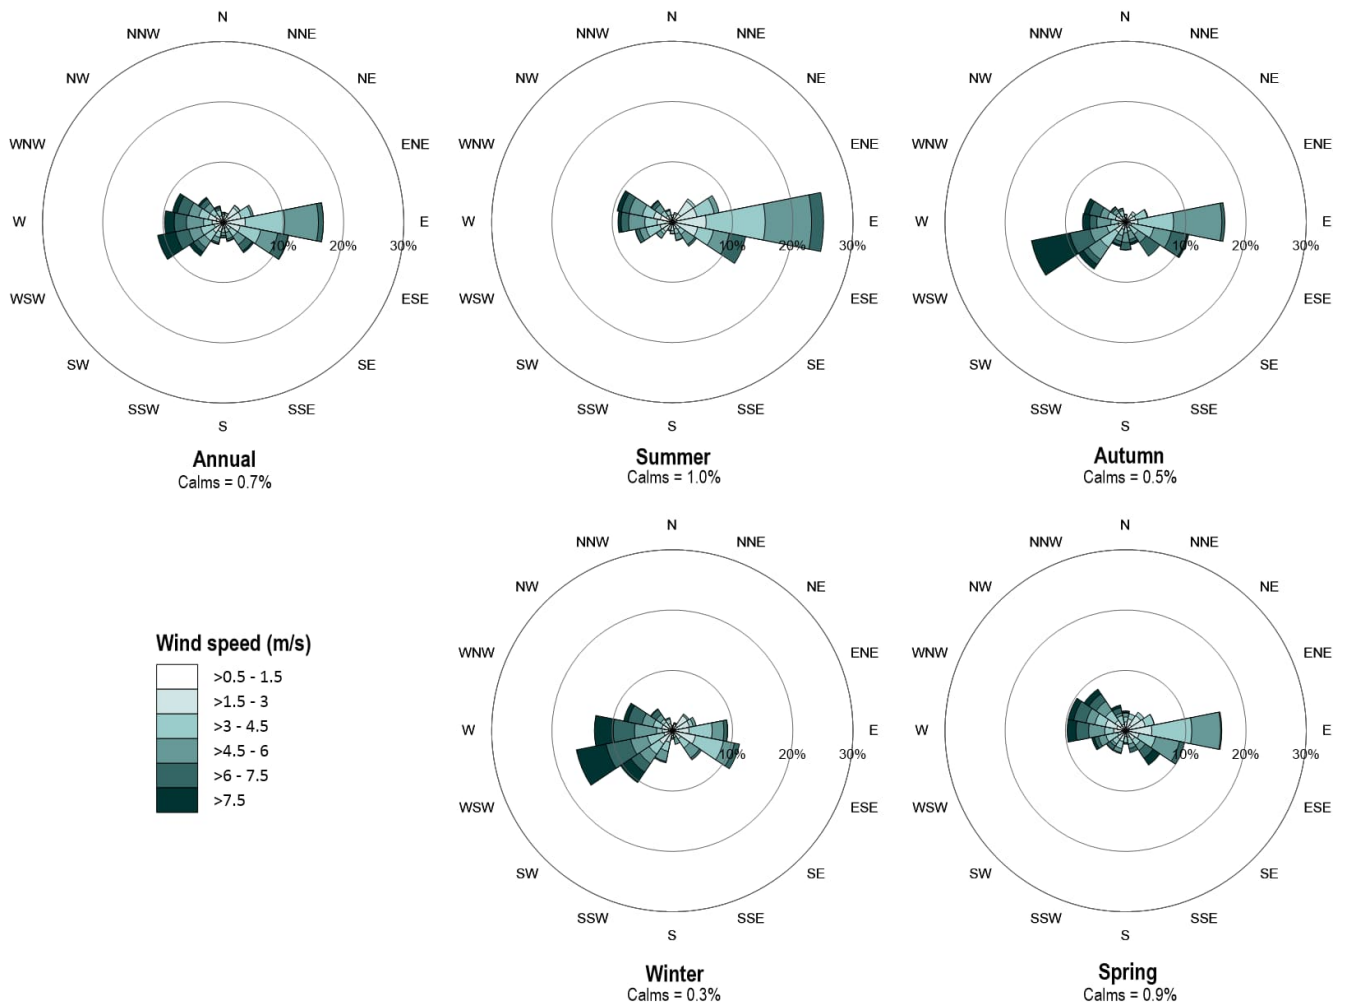 N
NNW
NNE
NW
NE
WNW
ENE
W
E
10%
20%
30%
WSW
ESE
SW
SE
SSW
SSE
S
Annual
Calms = 0.7%
N
NNW
NNE
NW
NE
WNW
ENE
W
E
10%
20%
30%
WSW
ESE
SW
SE
SSW
SSE
S
Summer
Calms = 1.0%
N
NNW
NNE
NW
NE
WNW
ENE
W
E
10%
20%
30%
WSW
ESE
SW
SE
SSW
SSE
S
Autumn
Calms = 0.5%
Wind speed (m/s)
>0.5 - 1.5
>1.5 - 3
>3 - 4.5
>4.5 - 6
>6 - 7.5
>7.5
N
NNW
NNE
NW
NE
WNW
ENE
W
E
10%
20%
30%
WSW
ESE
SW
SE
SSW
SSE
S
Winter
Calms = 0.3%
N
NNW
NNE
NW
NE
WNW
ENE
W
E
10%
20%
30%
WSW
ESE
SW
SE
SSW
SSE
S
Spring
Calms = 0.9%